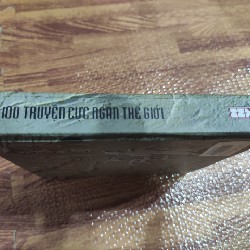 100 TRUYỆN CỰC NGẮN THẾ GIỚI